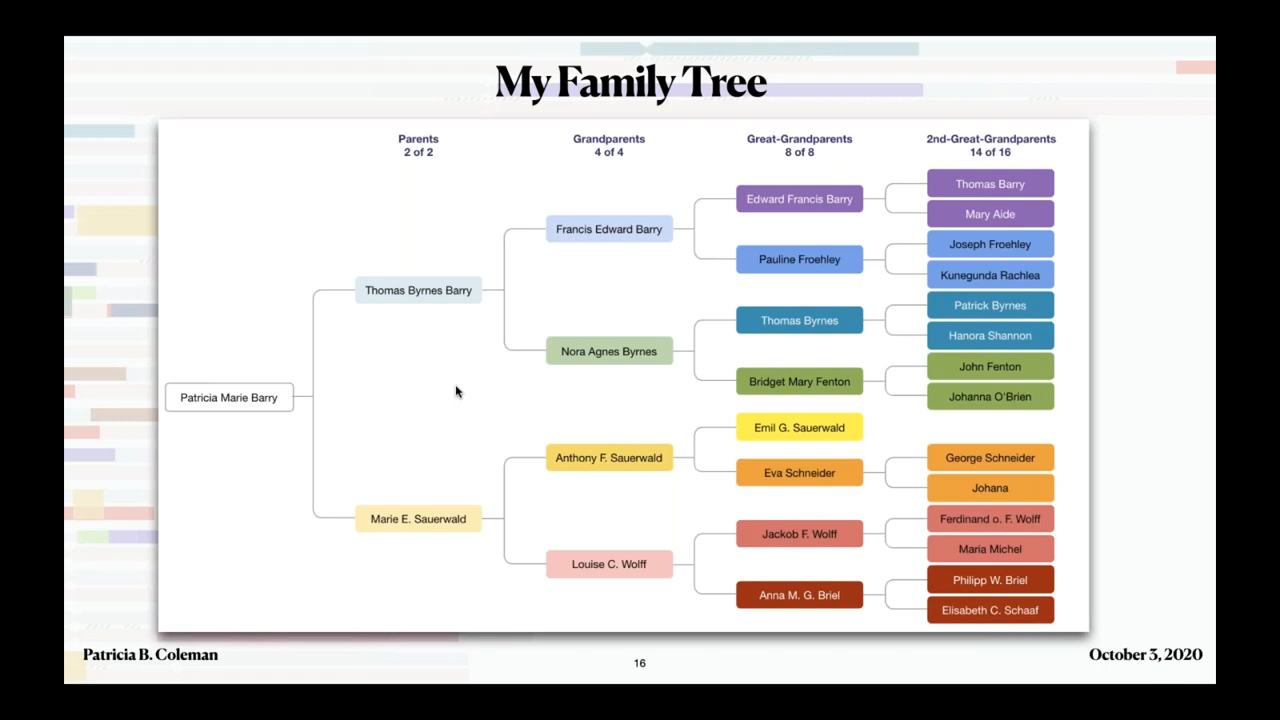 My Family Tree
Parents
2 of 2
Grandparents
4 of 4
Great-Grandparents
8 of 8
2nd-Great-Grandparents
14 of 16
Patricia Marie Barry
Thomas Byrnes Barry
Marie E. Sauerwald
Francis Edward Barry
Nora Agnes Byrnes
Anthony F. Sauerwald
Louise C. Wolff
Edward Francis Barry
Pauline Froehley
Thomas Byrnes
Bridget Mary Fenton
Emil G. Sauerwald
Eva Schneider
Jackob F. Wolff
Anna M. G. Briel
Thomas Barry
Mary Aide
Joseph Froehley
Kunegunda Rachlea
Patrick Byrnes
Hanora Shannon
John Fenton
Johanna O'Brien
George Schneider
Johana
Ferdinand o. F. Wolff
Maria Michel
Philipp W. Briel
Elisabeth C. Schaaf
Patricia B. Coleman
16
October 3, 2020